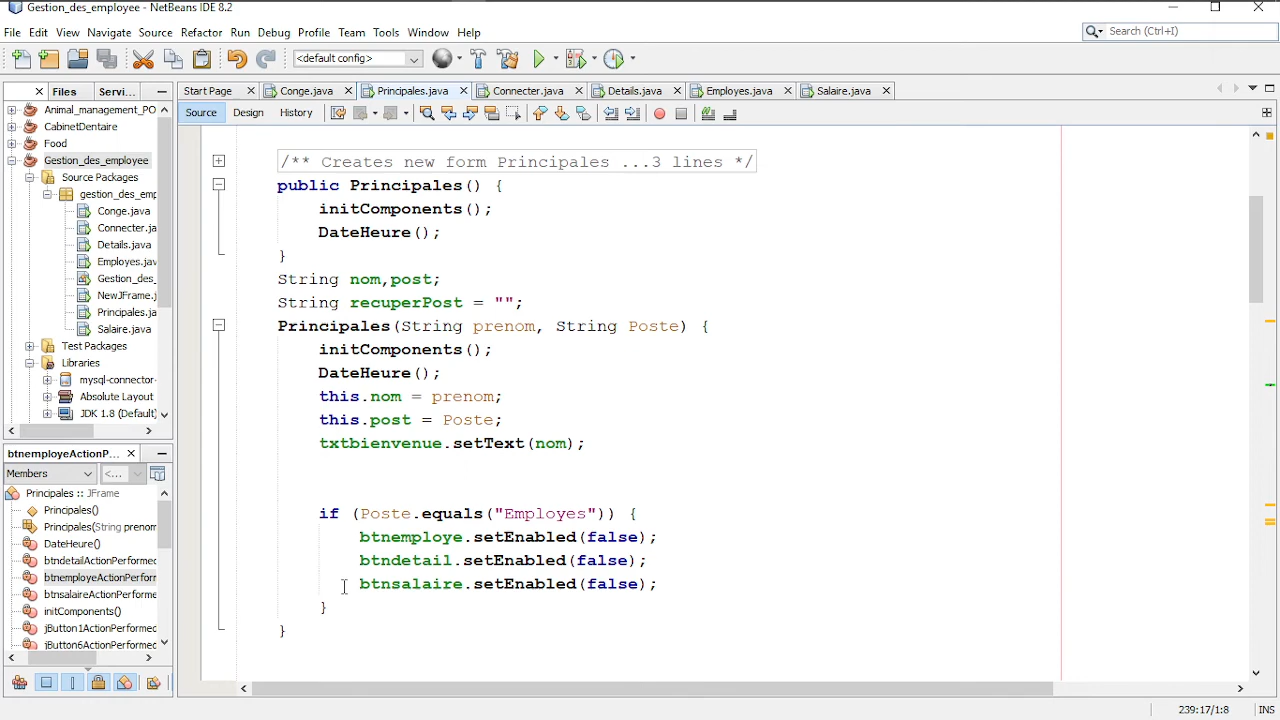 Gestion_des_employee - NetBeans IDE 8.2
File Edit View Navigate Source Refactor Run Debug Profile Team Tools Window Help
Search (Ctrl+I)
<default config>
Files Servi...
Start Page Conge.java Principales.java Connecter.java Details.java Employes.java Salaire.java
Source Design History
Animal_management_PO
CabinetDentaire
Food
Gestion_des_employee
Source Packages
gestion_des_emp
Conge.java
Connecter.ja
Details.java
Employes.jav
Gestion_des_
NewJFrame.j
Principales.ja
Salaire.java
Test Packages
Libraries
mysql-connector-
Absolute Layout
JDK 1.8 (Default)
/** Creates new form Principales ...3 lines */
public Principales() {
initComponents();
DateHeure();
}
String nom,post;
String recuperPost = "";
Principales(String prenom, String Poste) {
initComponents();
DateHeure();
this.nom = prenom;
this.post = Poste;
txtbienvenue.setText(nom);
if (Poste.equals("Employes")) {
btnemploye.setEnabled(false);
btndetail.setEnabled(false);
btnsalaire.setEnabled(false);
}
}
btnemployeActionP...
Members <...
Principales :: JFrame
Principales()
Principales(String prenom
DateHeure()
btndetailActionPerformed
btnemployeActionPerform
btnsalaireActionPerformed
initComponents()
jButton1ActionPerformed
jButton6ActionPerformed
239:17/1:8 INS